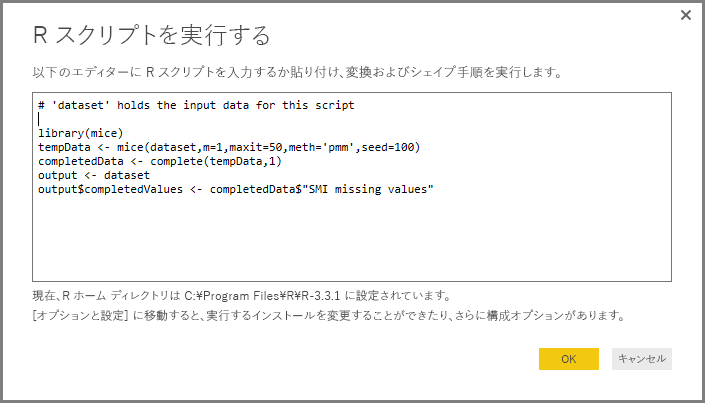 R スクリプトを実行する
以下のエディターに R スクリプトを入力するか貼り付け、変換およびシェイプ手順を実行します。
# 'dataset' holds the input data for this script
library(mice)
tempData <- mice(dataset,m=1,maxit=50,meth='pmm',seed=100)
completedData <- complete(tempData,1)
output <- dataset
output$completedValues <- completedData$"SMI missing values"
現在、R ホーム ディレクトリは C:¥Program Files¥R¥R-3.3.1 に設定されています。
[オプションと設定] に移動すると、実行するインストールを変更することができたり、さらに構成オプションがあります。
OK
キャンセル